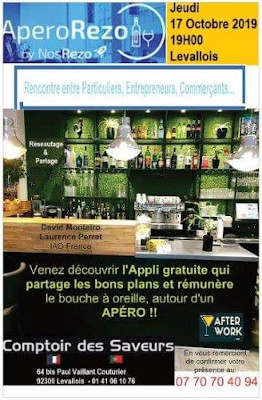 AperoRezo
by NosRezo
Jeudi
17 Octobre 2019
19H00
Levallois
Rencontre entre Particuliers, Entrepreneurs, Commerçants...
Réseautage
&
Partage
David Monteiro
Laurence Perret
IAD France
Venez découvrir l'Appli gratuite qui
partage les bons plans et rémunère
le bouche à oreille, autour d'un
APÉRO !!
AFTER
WORK
Comptoir des Saveurs
64 bis Paul Vaillant Couturier
92300 Levallois - 01 41 06 10 76
En vous remerciant
de confirmer votre
présence au:
07 70 70 40 94